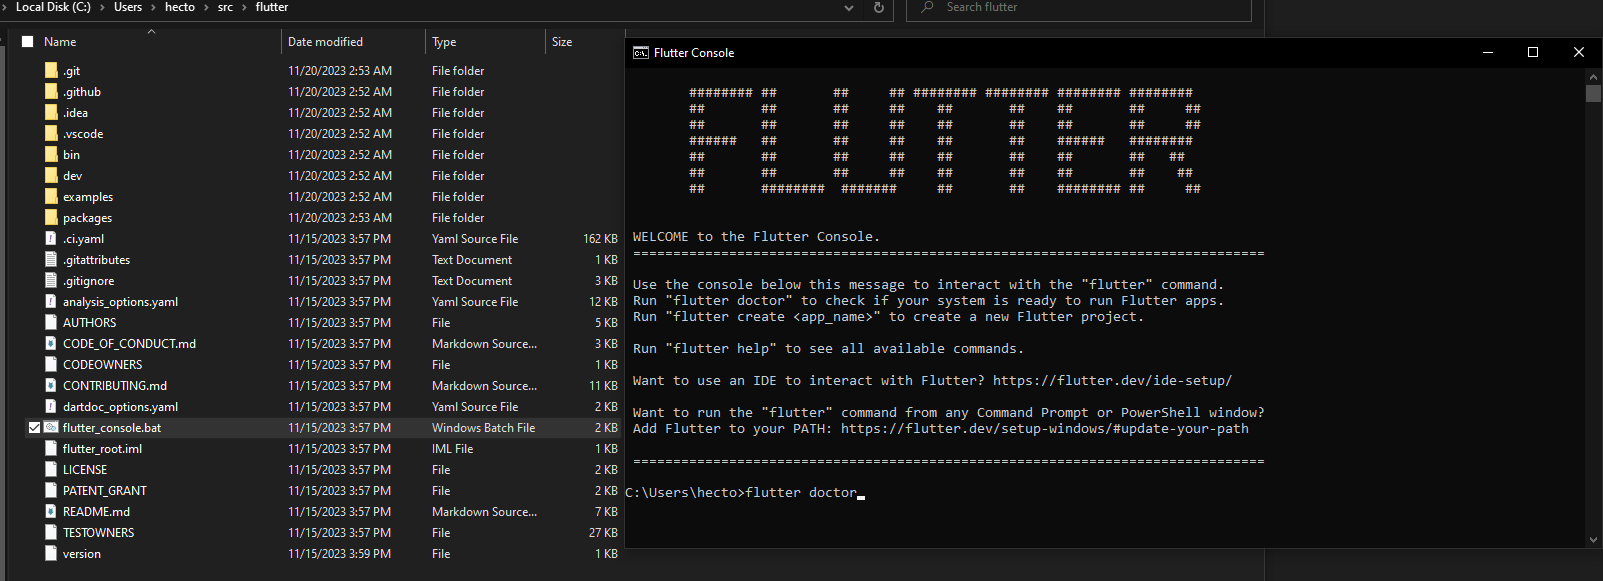 Local Disk (C:) > Users > hecto > src > flutter
Search flutter
Name Date modified Type Size
.git 11/20/2023 2:53 AM File folder
.github 11/20/2023 2:52 AM File folder
.idea 11/20/2023 2:52 AM File folder
.vscode 11/20/2023 2:52 AM File folder
bin 11/20/2023 2:52 AM File folder
dev 11/20/2023 2:52 AM File folder
examples 11/20/2023 2:52 AM File folder
packages 11/20/2023 2:53 AM File folder
.ci.yaml 11/15/2023 3:57 PM Yaml Source File 162 KB
.gitattributes 11/15/2023 3:57 PM Text Document 1 KB
.gitignore 11/15/2023 3:57 PM Text Document 3 KB
analysis_options.yaml 11/15/2023 3:57 PM Yaml Source File 12 KB
AUTHORS 11/15/2023 3:57 PM File 5 KB
CODE_OF_CONDUCT.md 11/15/2023 3:57 PM Markdown Source... 3 KB
CODEOWNERS 11/15/2023 3:57 PM File 1 KB
CONTRIBUTING.md 11/15/2023 3:57 PM Markdown Source... 11 KB
dartdoc_options.yaml 11/15/2023 3:57 PM Yaml Source File 2 KB
flutter_console.bat 11/15/2023 3:57 PM Windows Batch File 2 KB
flutter_root.iml 11/15/2023 3:57 PM IML File 1 KB
LICENSE 11/15/2023 3:57 PM File 2 KB
PATENT_GRANT 11/15/2023 3:57 PM File 2 KB
README.md 11/15/2023 3:57 PM Markdown Source... 7 KB
TESTOWNERS 11/15/2023 3:57 PM File 27 KB
version 11/15/2023 3:59 PM File 1 KB
Flutter Console
FLUTTER
WELCOME to the Flutter Console.
===============================================================================
Use the console below this message to interact with the "flutter" command.
Run "flutter doctor" to check if your system is ready to run Flutter apps.
Run "flutter create <app_name>" to create a new Flutter project.
Run "flutter help" to see all available commands.
Want to use an IDE to interact with Flutter? https://flutter.dev/ide-setup/
Want to run the "flutter" command from any Command Prompt or PowerShell window?
Add Flutter to your PATH: https://flutter.dev/setup-windows/#update-your-path
===============================================================================
C:\Users\hecto>flutter doctor